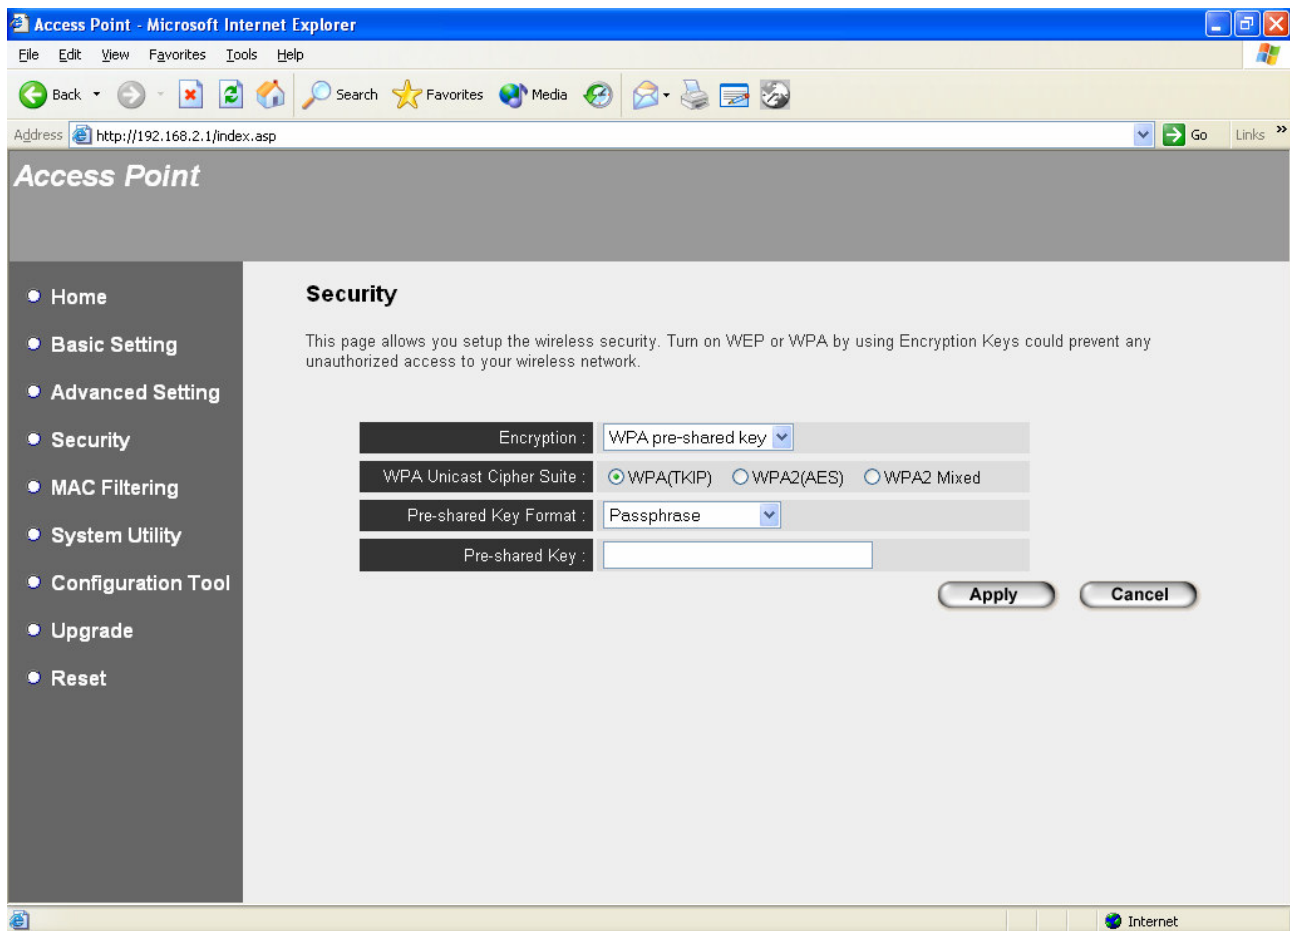 Access Point - Microsoft Internet Explorer
File Edit View Favorites Tools Help
Back Search Favorites Media
Address http://192.168.2.1/index.asp Go Links »
Access Point
Home
Basic Setting
Advanced Setting
Security
MAC Filtering
System Utility
Configuration Tool
Upgrade
Reset
Security
This page allows you setup the wireless security. Turn on WEP or WPA by using Encryption Keys could prevent any
unauthorized access to your wireless network.
Encryption : WPA pre-shared key
WPA Unicast Cipher Suite : WPA(TKIP) WPA2(AES) WPA2 Mixed
Pre-shared Key Format : Passphrase
Pre-shared Key :
Apply Cancel
Internet